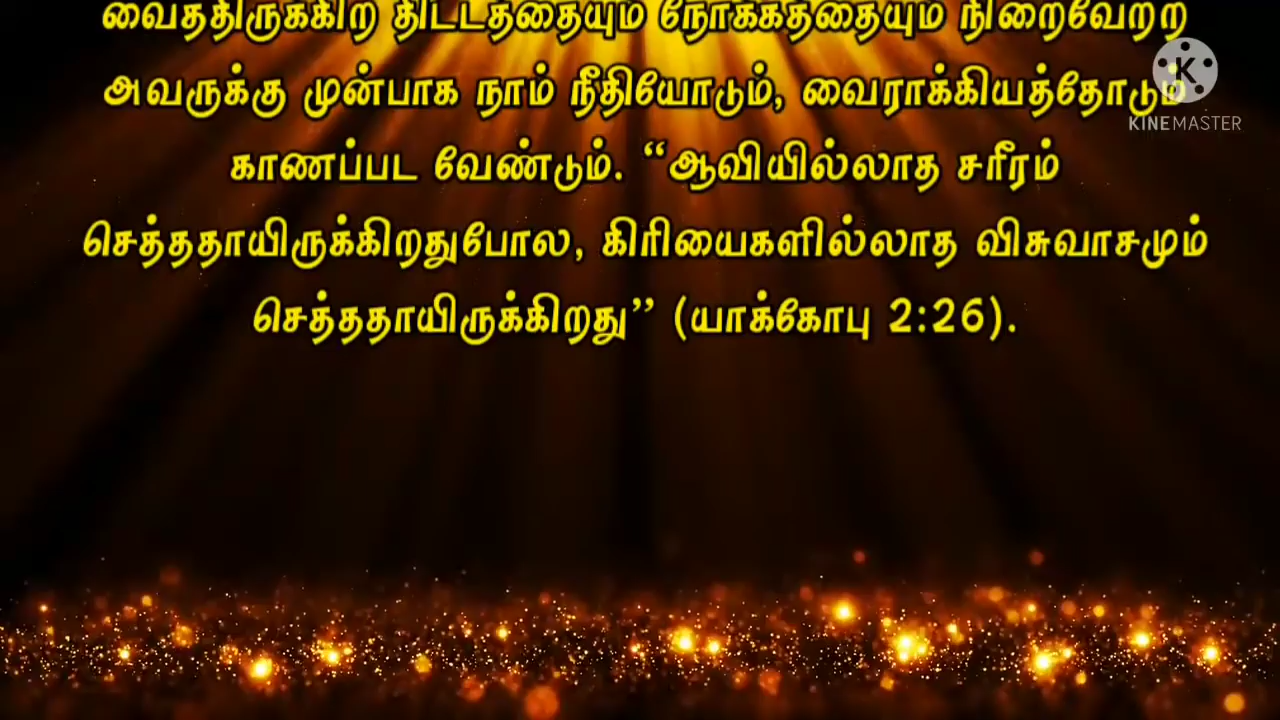 வைத்திருக்கிற திட்டத்தையும் நோக்கத்தையும் நிறைவேற்ற
அவருக்கு முன்பாக நாம் நீதியோடும், வைராக்கியத்தோடும்
காணப்பட வேண்டும். “ஆவியில்லாத சரீரம்
செத்ததாயிருக்கிறதுபோல, கிரியைகளில்லாத விசுவாசமும்
செத்ததாயிருக்கிறது” (யாக்கோபு 2:26).
K
KINEMASTER